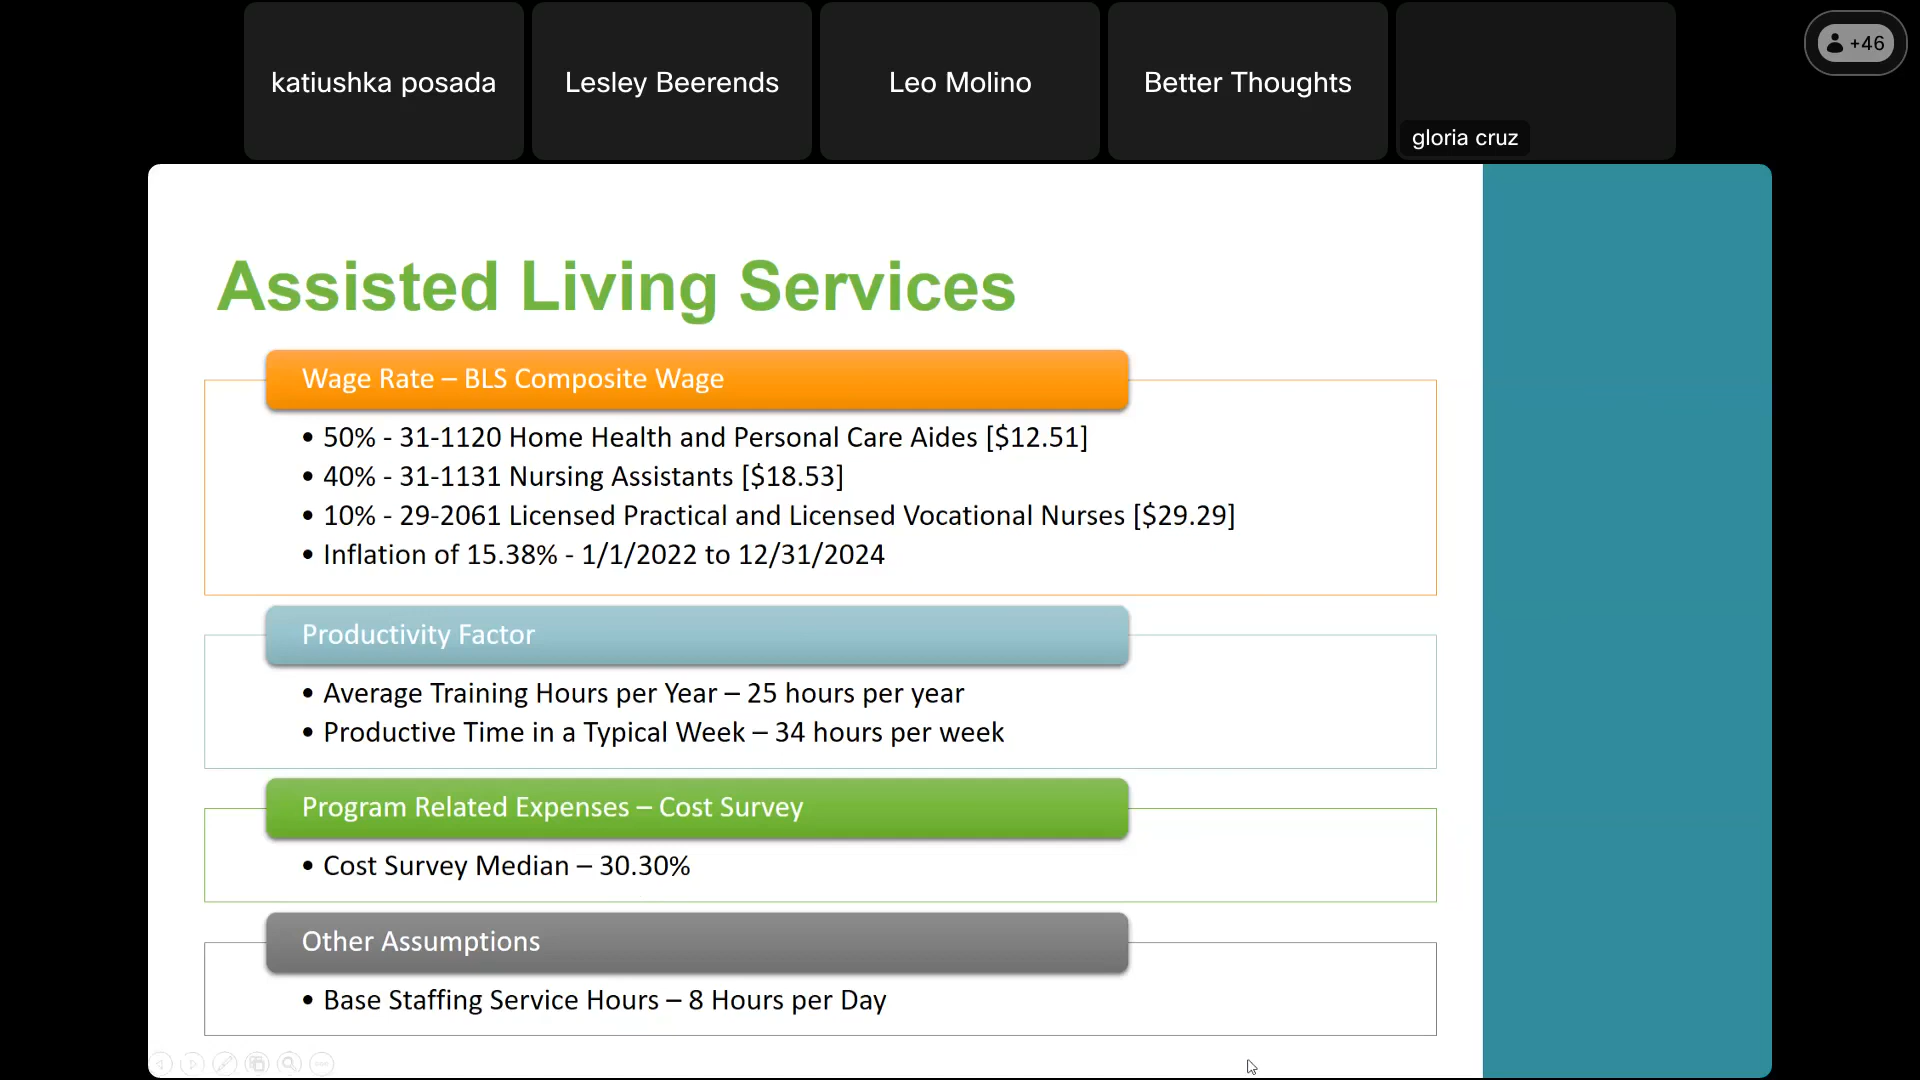 katiushka posada
Lesley Beerends
Leo Molino
Better Thoughts
gloria cruz
+46
Assisted Living Services
Wage Rate – BLS Composite Wage
• 50% - 31-1120 Home Health and Personal Care Aides [$12.51]
• 40% - 31-1131 Nursing Assistants [$18.53]
• 10% - 29-2061 Licensed Practical and Licensed Vocational Nurses [$29.29]
• Inflation of 15.38% - 1/1/2022 to 12/31/2024
Productivity Factor
• Average Training Hours per Year – 25 hours per year
• Productive Time in a Typical Week – 34 hours per week
Program Related Expenses – Cost Survey
• Cost Survey Median – 30.30%
Other Assumptions
• Base Staffing Service Hours – 8 Hours per Day